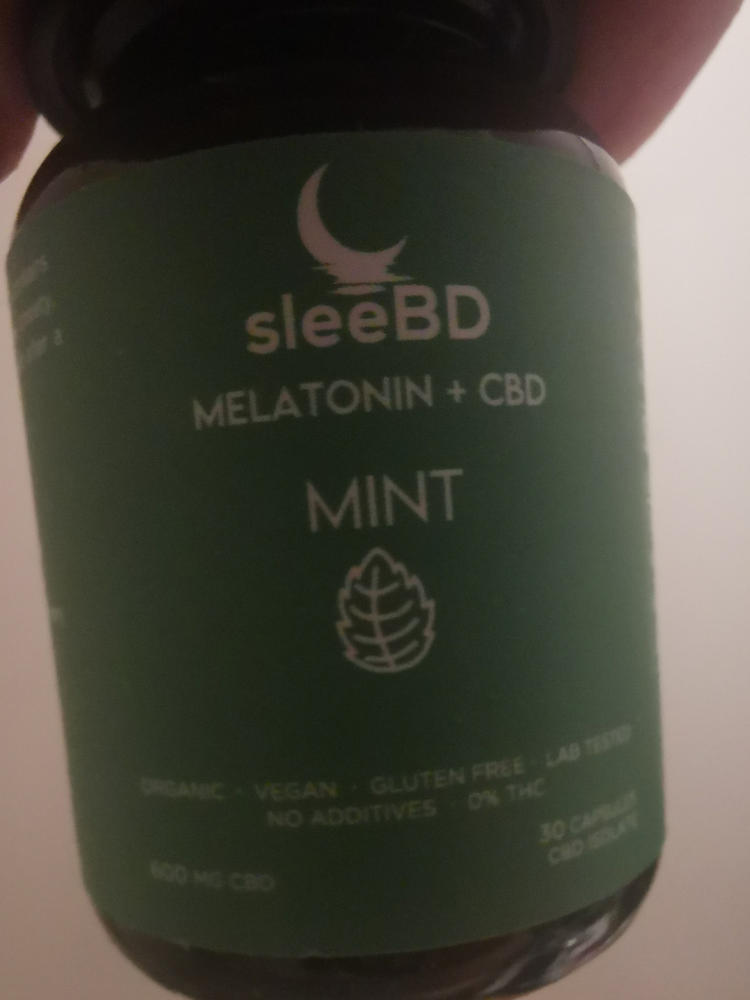 sleeBD
MELATONIN + CBD
MINT
ORGANIC · VEGAN · GLUTEN FREE · LAB TESTED
NO ADDITIVES · 0% THC
600 MG CBD
30 CAPSULES
CBD ISOLATE